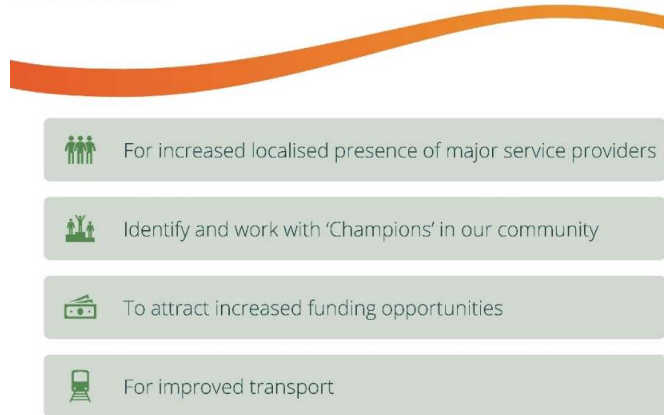 For increased localised presence of major service providers
Identify and work with ‘Champions’ in our community
To attract increased funding opportunities
For improved transport